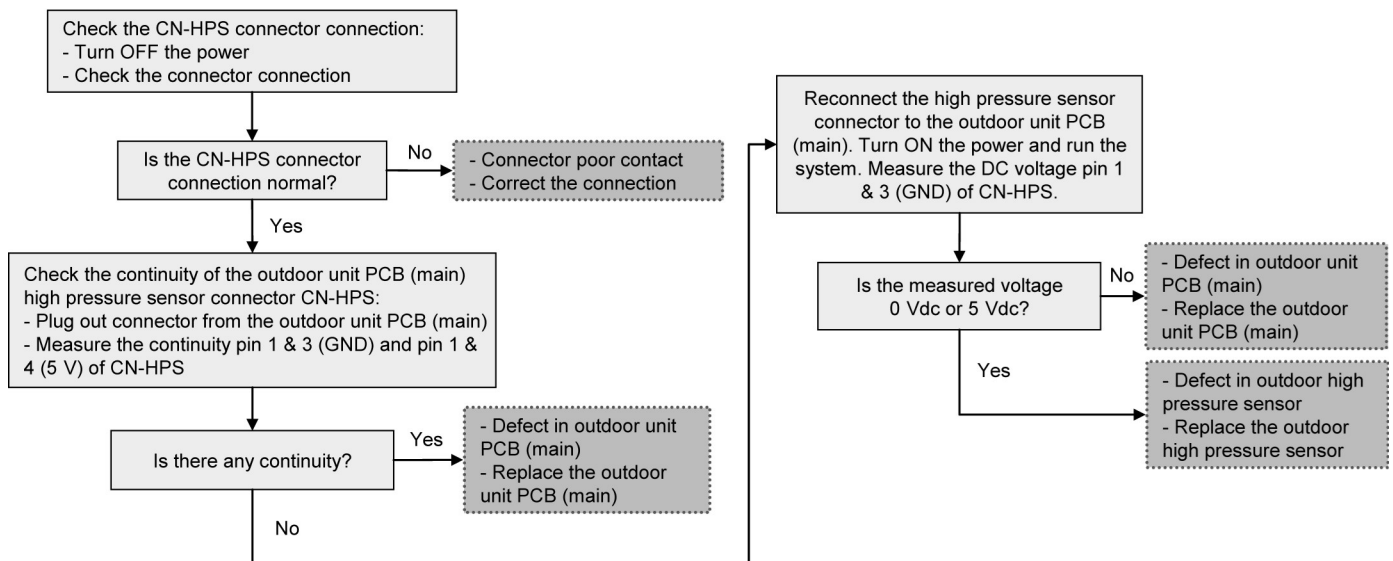 Check the CN-HPS connector connection:
- Turn OFF the power
- Check the connector connection
Is the CN-HPS connector
connection normal?
No
- Connector poor contact
- Correct the connection
Yes
Check the continuity of the outdoor unit PCB (main)
high pressure sensor connector CN-HPS:
- Plug out connector from the outdoor unit PCB (main)
- Measure the continuity pin 1 & 3 (GND) and pin 1 &
4 (5 V) of CN-HPS
Is there any continuity?
Yes
- Defect in outdoor unit
PCB (main)
- Replace the outdoor
unit PCB (main)
No
Reconnect the high pressure sensor
connector to the outdoor unit PCB
(main). Turn ON the power and run the
system. Measure the DC voltage pin 1
& 3 (GND) of CN-HPS.
Is the measured voltage
0 Vdc or 5 Vdc?
No
- Defect in outdoor unit
PCB (main)
- Replace the outdoor
unit PCB (main)
Yes
- Defect in outdoor high
pressure sensor
- Replace the outdoor
high pressure sensor